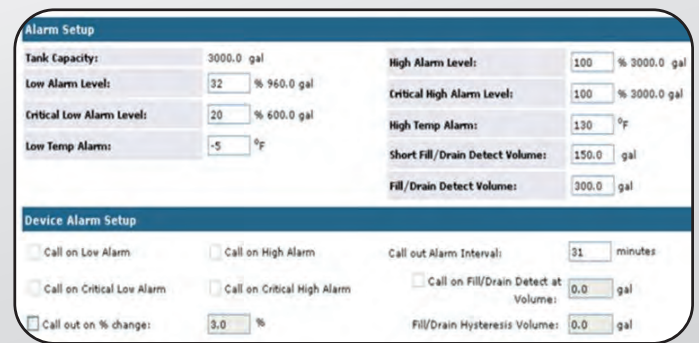 Alarm Setup
Tank Capacity: 3000.0 gal
Low Alarm Level: 32 % 960.0 gal
Critical Low Alarm Level: 20 % 600.0 gal
Low Temp Alarm: -5 °F
High Alarm Level: 100 % 3000.0 gal
Critical High Alarm Level: 100 % 3000.0 gal
High Temp Alarm: 130 °F
Short Fill/Drain Detect Volume: 150.0 gal
Fill/Drain Detect Volume: 300.0 gal
Device Alarm Setup
Call on Low Alarm Call on High Alarm Call out Alarm Interval: 31 minutes
Call on Critical Low Alarm Call on Critical High Alarm Call on Fill/Drain Detect at
Volume: 0.0 gal
Call out on % change: 3.0 % Fill/Drain Hysteresis Volume: 0.0 gal